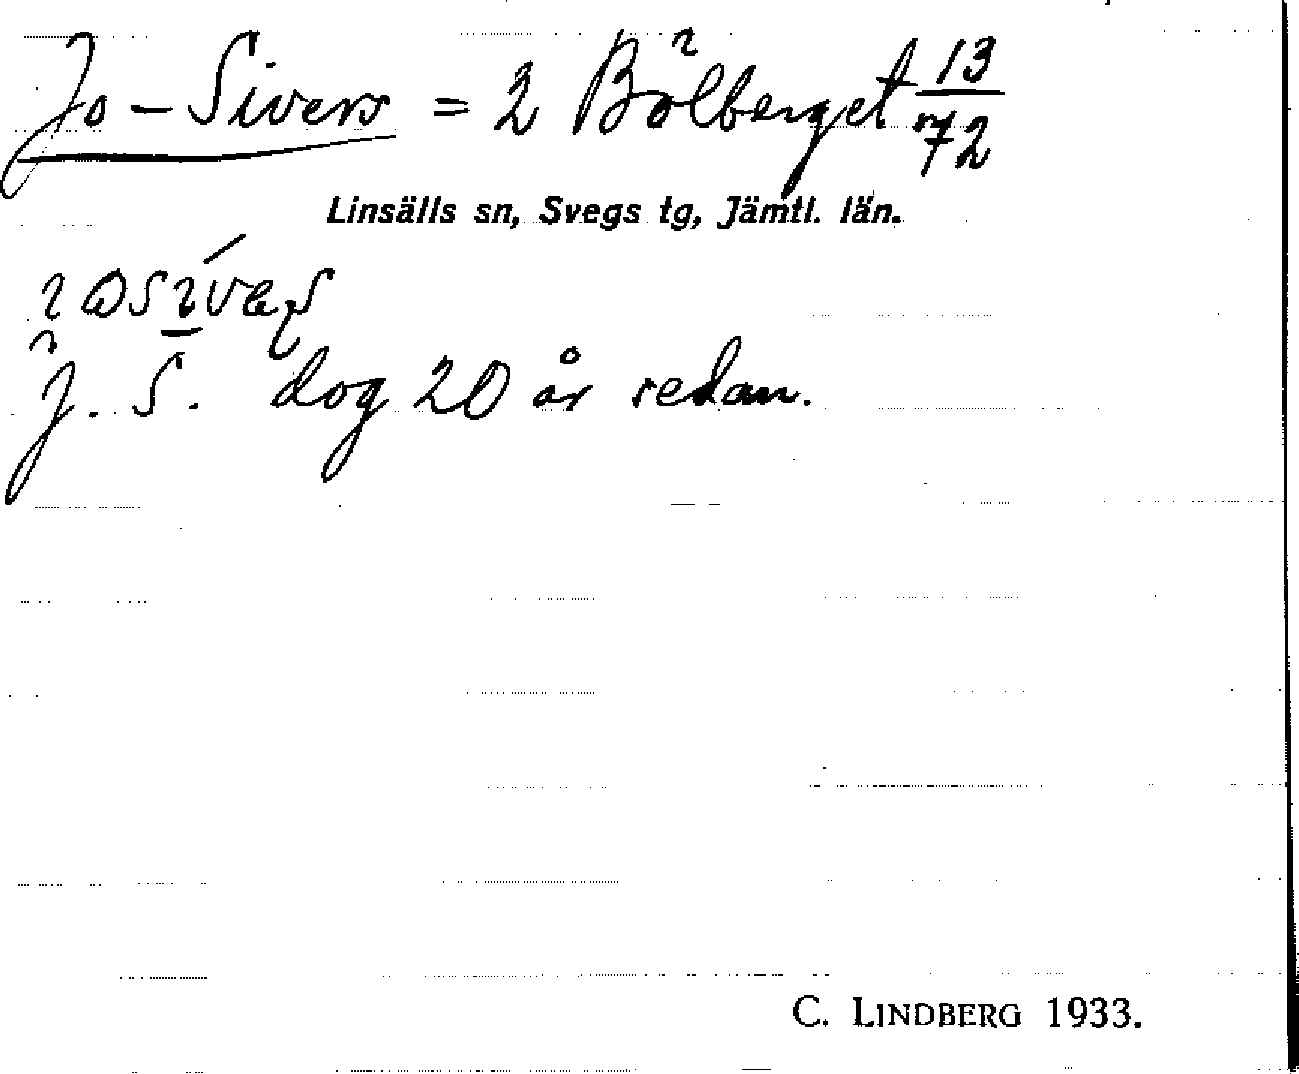 Jo-Sivers = 2 Bölberget 13/72
Linsälls sn, Svegs tg, Jämtl. län.
J. S. dog 20 år sedan.
C. LINDBERG 1933.